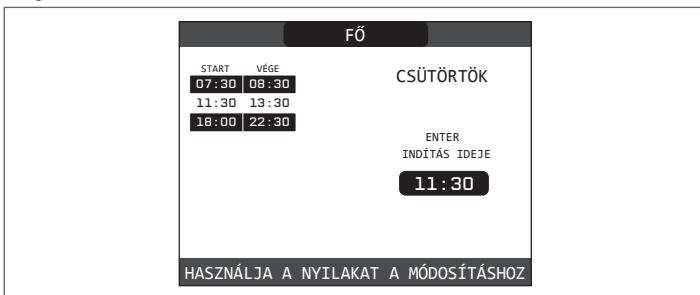 FŐ
START VÉGE
07:30 08:30
11:30 13:30
18:00 22:30
CSÜTÖRTÖK
ENTER
INDÍTÁS IDEJE
11:30
HASZNÁLJA A NYILAKAT A MÓDOSÍTÁSHOZ